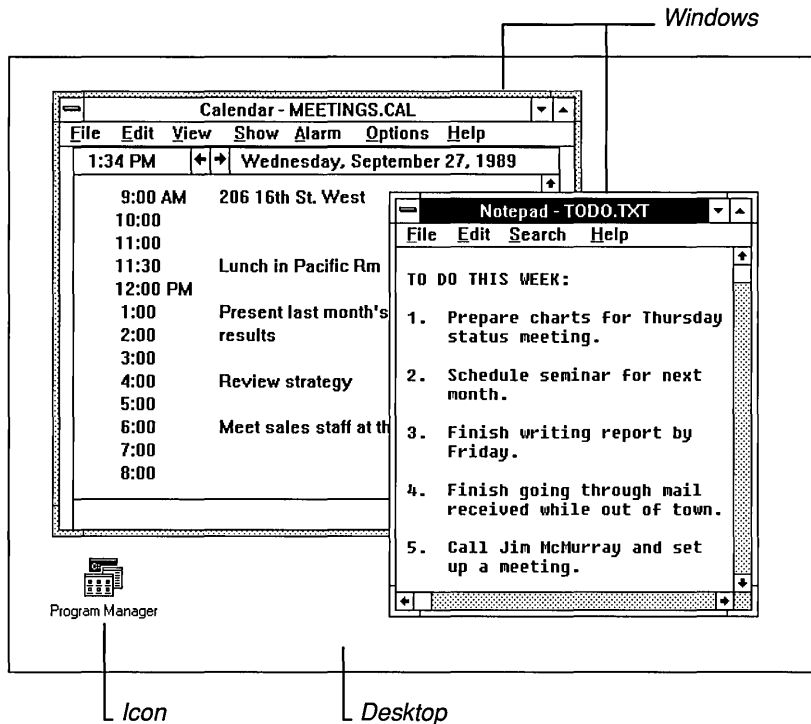 Windows
Calendar - MEETINGS.CAL
File Edit View Show Alarm Options Help
1:34 PM Wednesday, September 27, 1989
9:00 AM 206 16th St. West
10:00
11:00
11:30 Lunch in Pacific Rm
12:00 PM
1:00 Present last month's
2:00 results
3:00
4:00 Review strategy
5:00
6:00 Meet sales staff at th
7:00
8:00
Notepad - TODO.TXT
File Edit Search Help
TO DO THIS WEEK:
1. Prepare charts for Thursday
status meeting.
2. Schedule seminar for next
month.
3. Finish writing report by
Friday.
4. Finish going through mail
received while out of town.
5. Call Jim McMurray and set
up a meeting.
Program Manager
Icon
Desktop